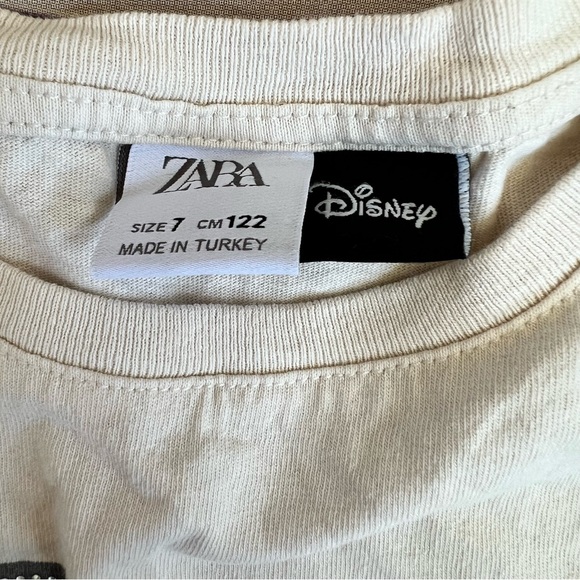 ZARA
SIZE 7 CM 122
MADE IN TURKEY
Disney